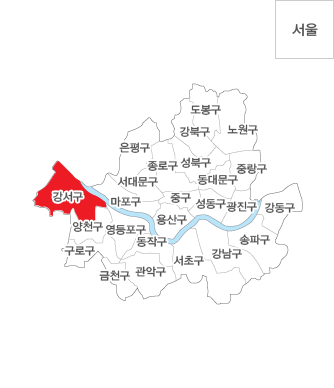 서울
도봉구
강북구
노원구
은평구
종로구
성북구
중랑구
서대문구
동대문구
강서구
마포구
중구
성동구
광진구
강동구
용산구
양천구
영등포구
동작구
송파구
구로구
서초구
강남구
금천구
관악구